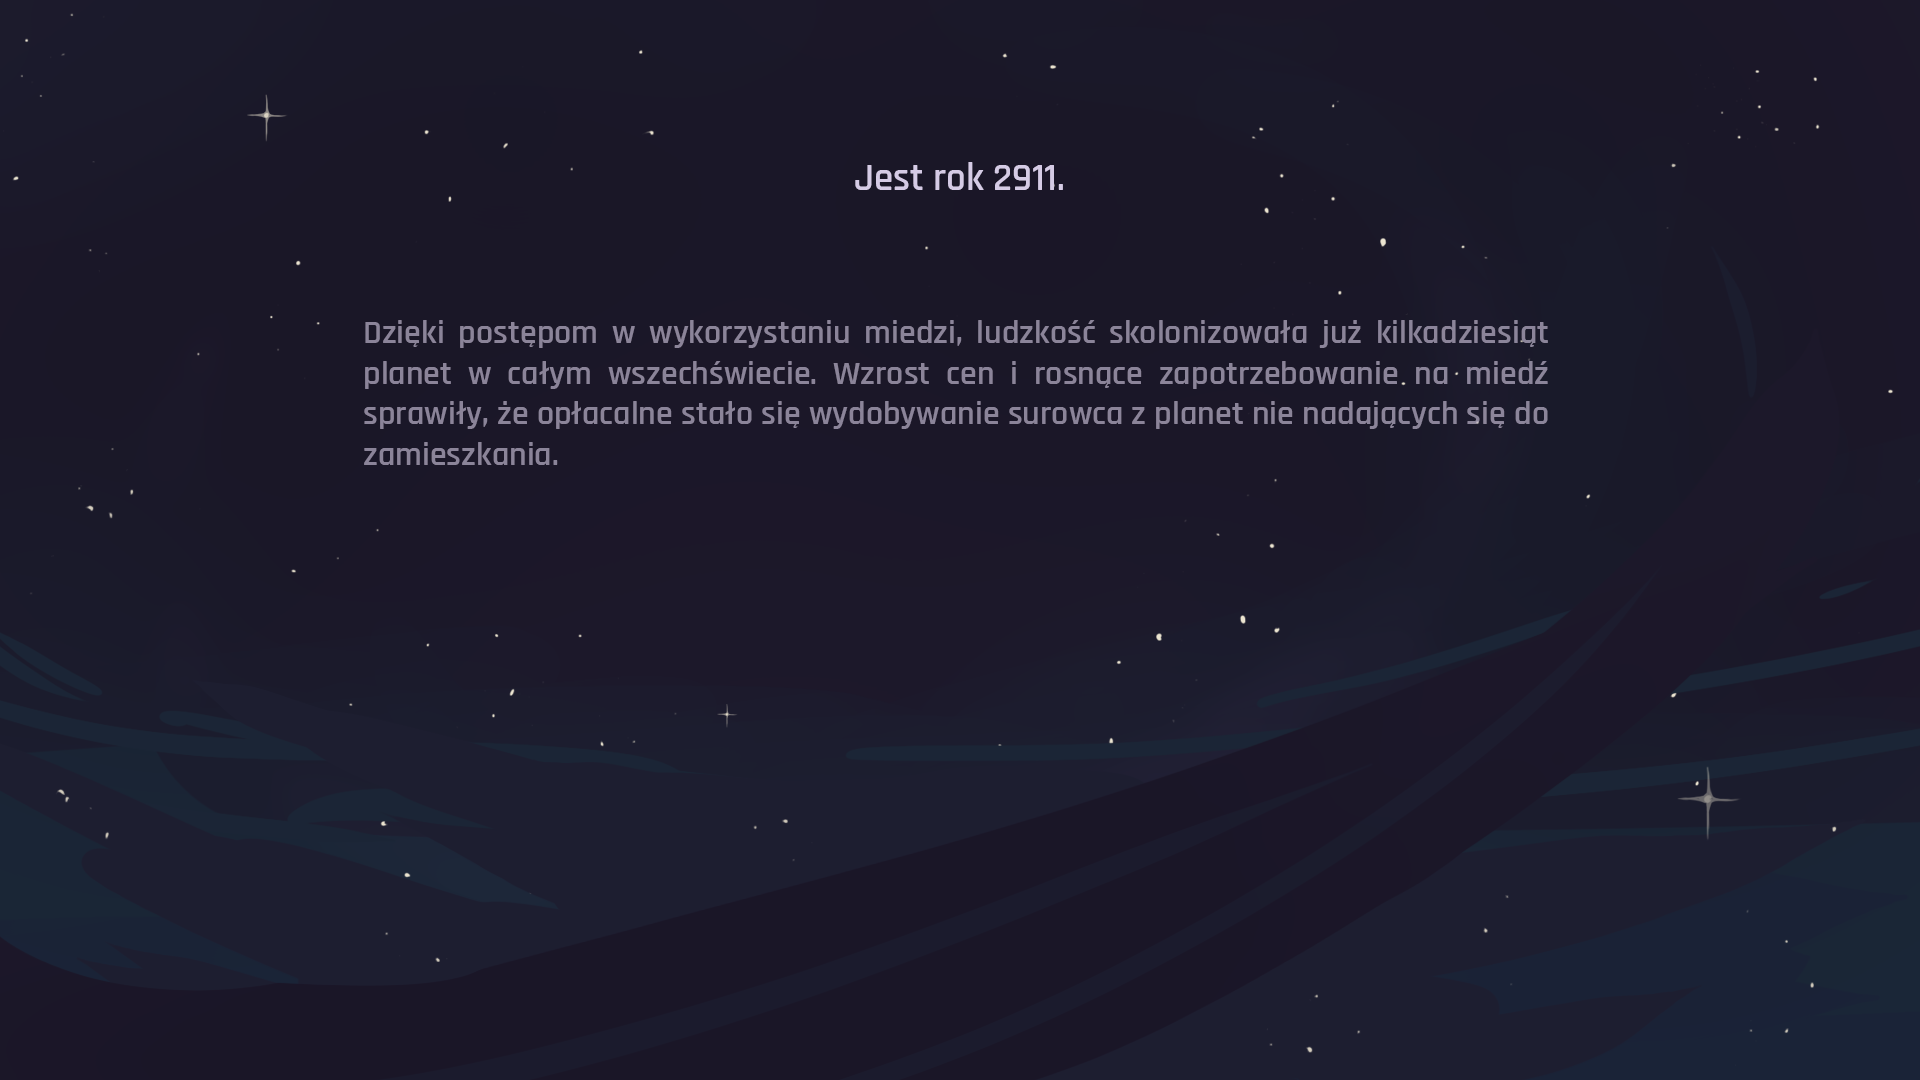 Jest rok 2911.
Dzięki postępom w wykorzystaniu miedzi, ludzkość skolonizowała już kilkadziesiąt
planet w całym wszechświecie. Wzrost cen i rosnące zapotrzebowanie na miedź
sprawiły, że opłacalne stało się wydobywanie surowca z planet nie nadających się do
zamieszkania.